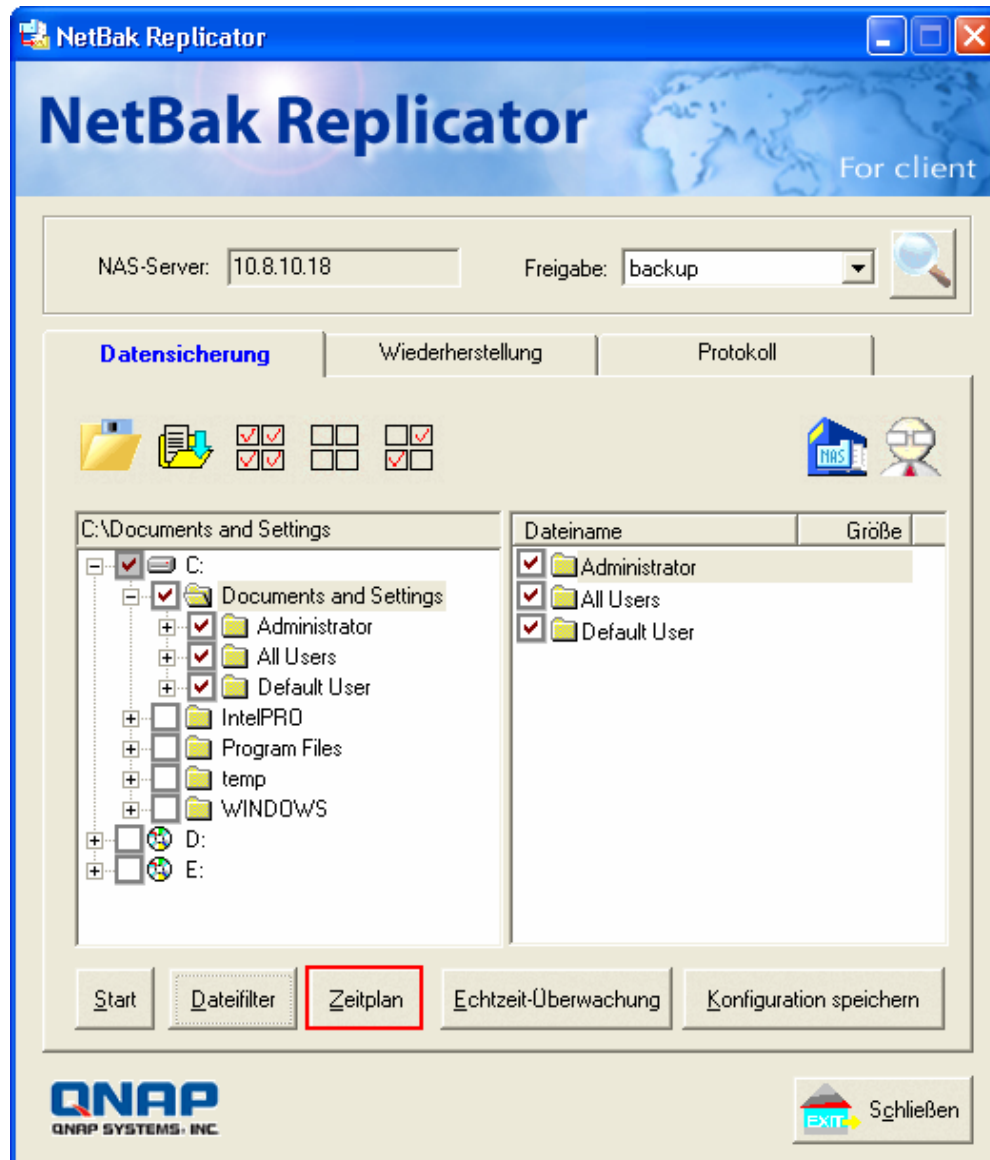 NetBak Replicator
NetBak Replicator
For client
NAS-Server: 10.8.10.18 Freigabe: backup
Datensicherung Wiederherstellung Protokoll
NAS
C:\Documents and Settings
C:
Documents and Settings
Administrator
All Users
Default User
IntelPRO
Program Files
temp
WINDOWS
D:
E:
Dateiname Größe
Administrator
All Users
Default User
Start Dateifilter Zeitplan Echtzeit-Überwachung Konfiguration speichern
QNAP
QNAP SYSTEMS, INC
EXIT Schließen